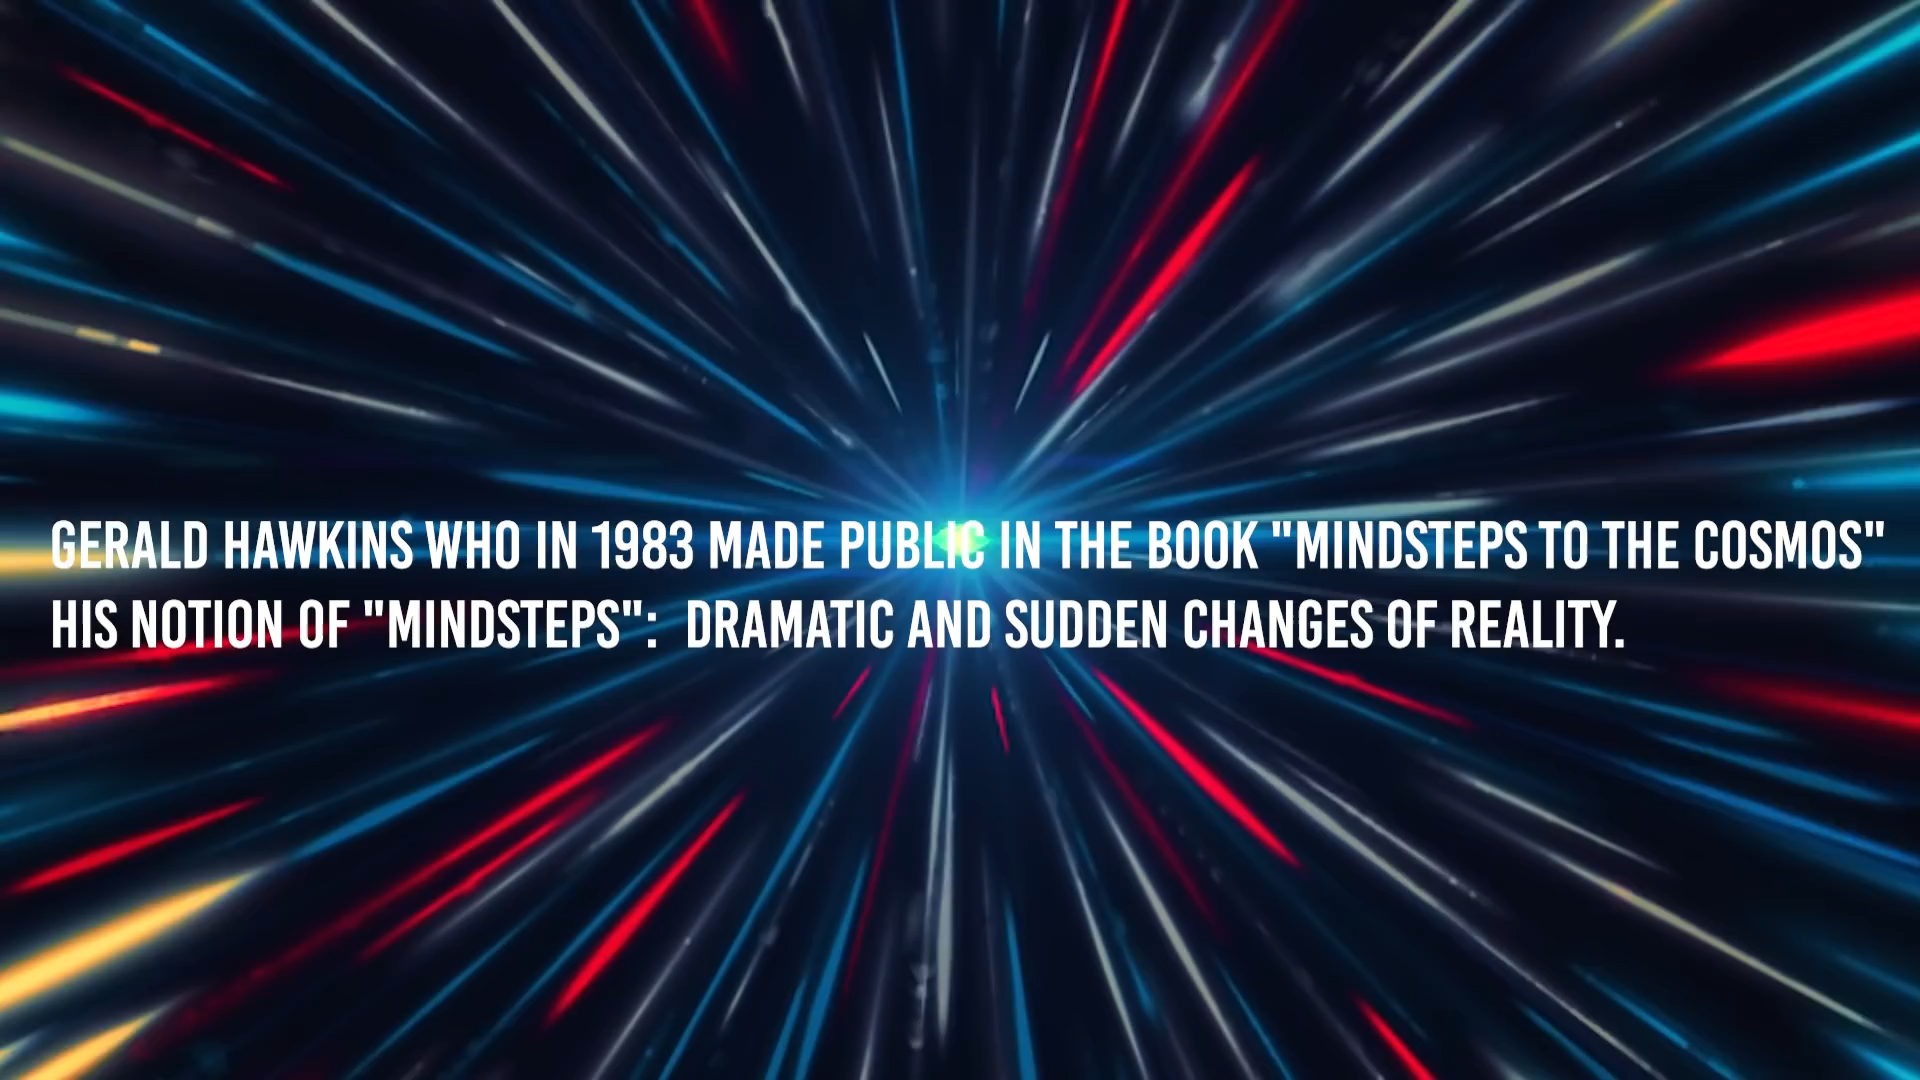 GERALD HAWKINS WHO IN 1983 MADE PUBLIC IN THE BOOK "MINDSTEPS TO THE COSMOS"
HIS NOTION OF "MINDSTEPS":  DRAMATIC AND SUDDEN CHANGES OF REALITY.